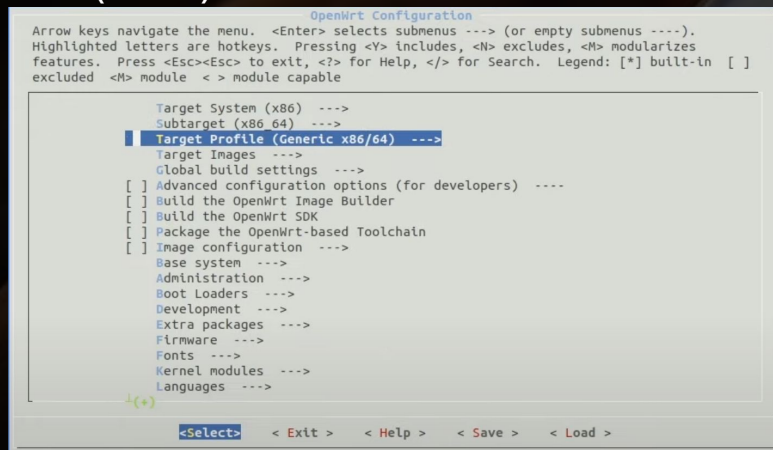 OpenWrt Configuration
Arrow keys navigate the menu. <Enter> selects submenus ---> (or empty submenus ----).
Highlighted letters are hotkeys. Pressing <Y> includes, <N> excludes, <M> modularizes
features. Press <Esc><Esc> to exit, <?> for Help, </> for Search. Legend: [*] built-in [ ]
excluded <M> module < > module capable
Target System (x86) --->
Subtarget (x86_64) --->
Target Profile (Generic x86/64) --->
Target Images --->
Global build settings --->
[ ] Advanced configuration options (for developers) ----
[ ] Build the OpenWrt Image Builder
[ ] Build the OpenWrt SDK
[ ] Package the OpenWrt-based Toolchain
[ ] Image configuration --->
Base system --->
Administration --->
Boot Loaders --->
Development --->
Extra packages --->
Firmware --->
Fonts --->
Kernel modules --->
Languages --->
(+)
<Select> < Exit > < Help > < Save > < Load >